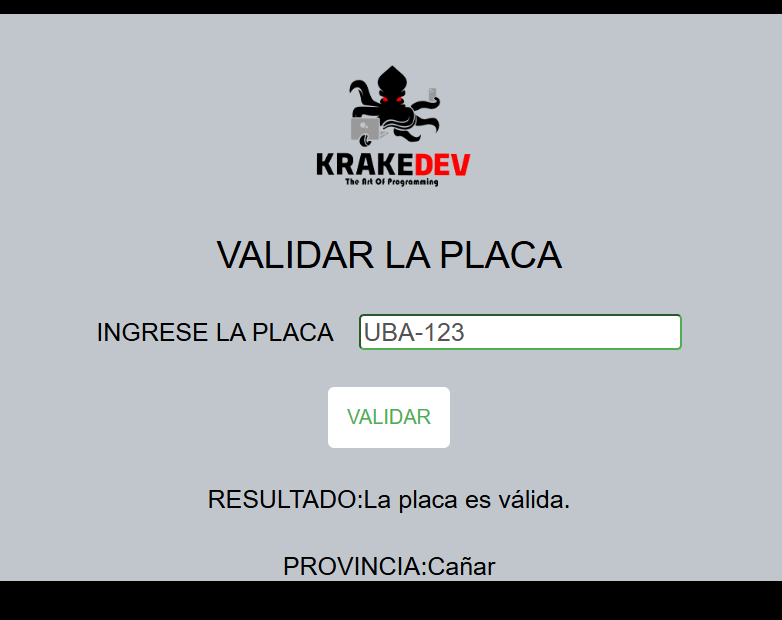 KRAKEDEV
The Art Of Programming
VALIDAR LA PLACA
INGRESE LA PLACA UBA-123
VALIDAR
RESULTADO:La placa es válida.
PROVINCIA:Cañar